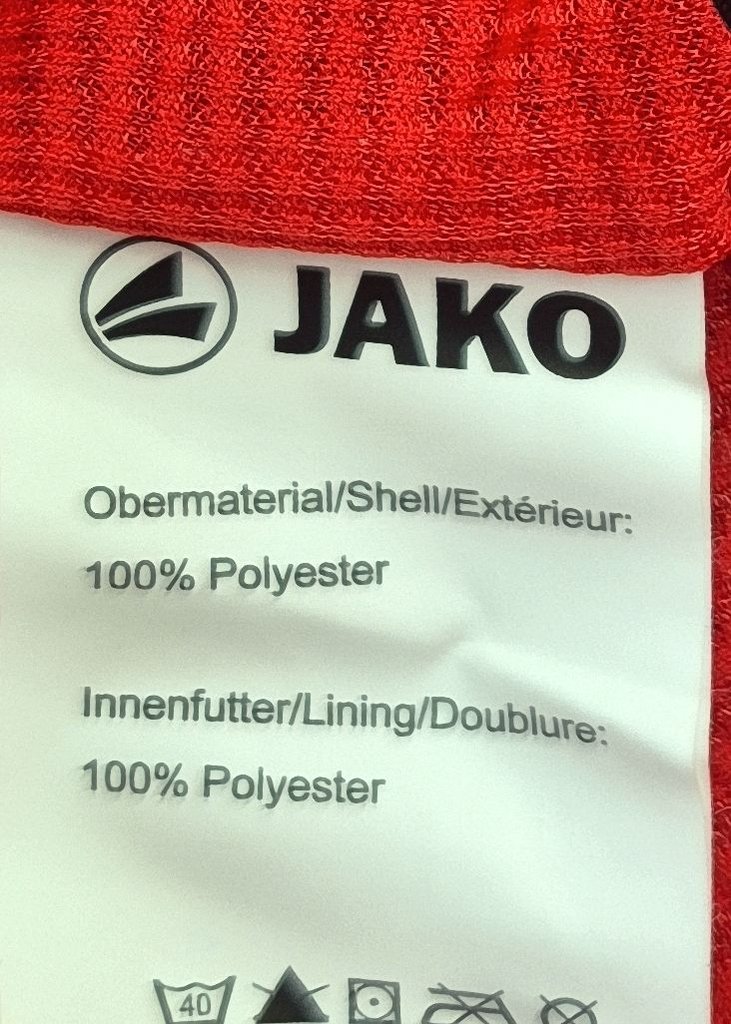 JAKO
Obermaterial/Shell/Extérieur:
100% Polyester
Innenfutter/Lining/Doublure:
100% Polyester
40